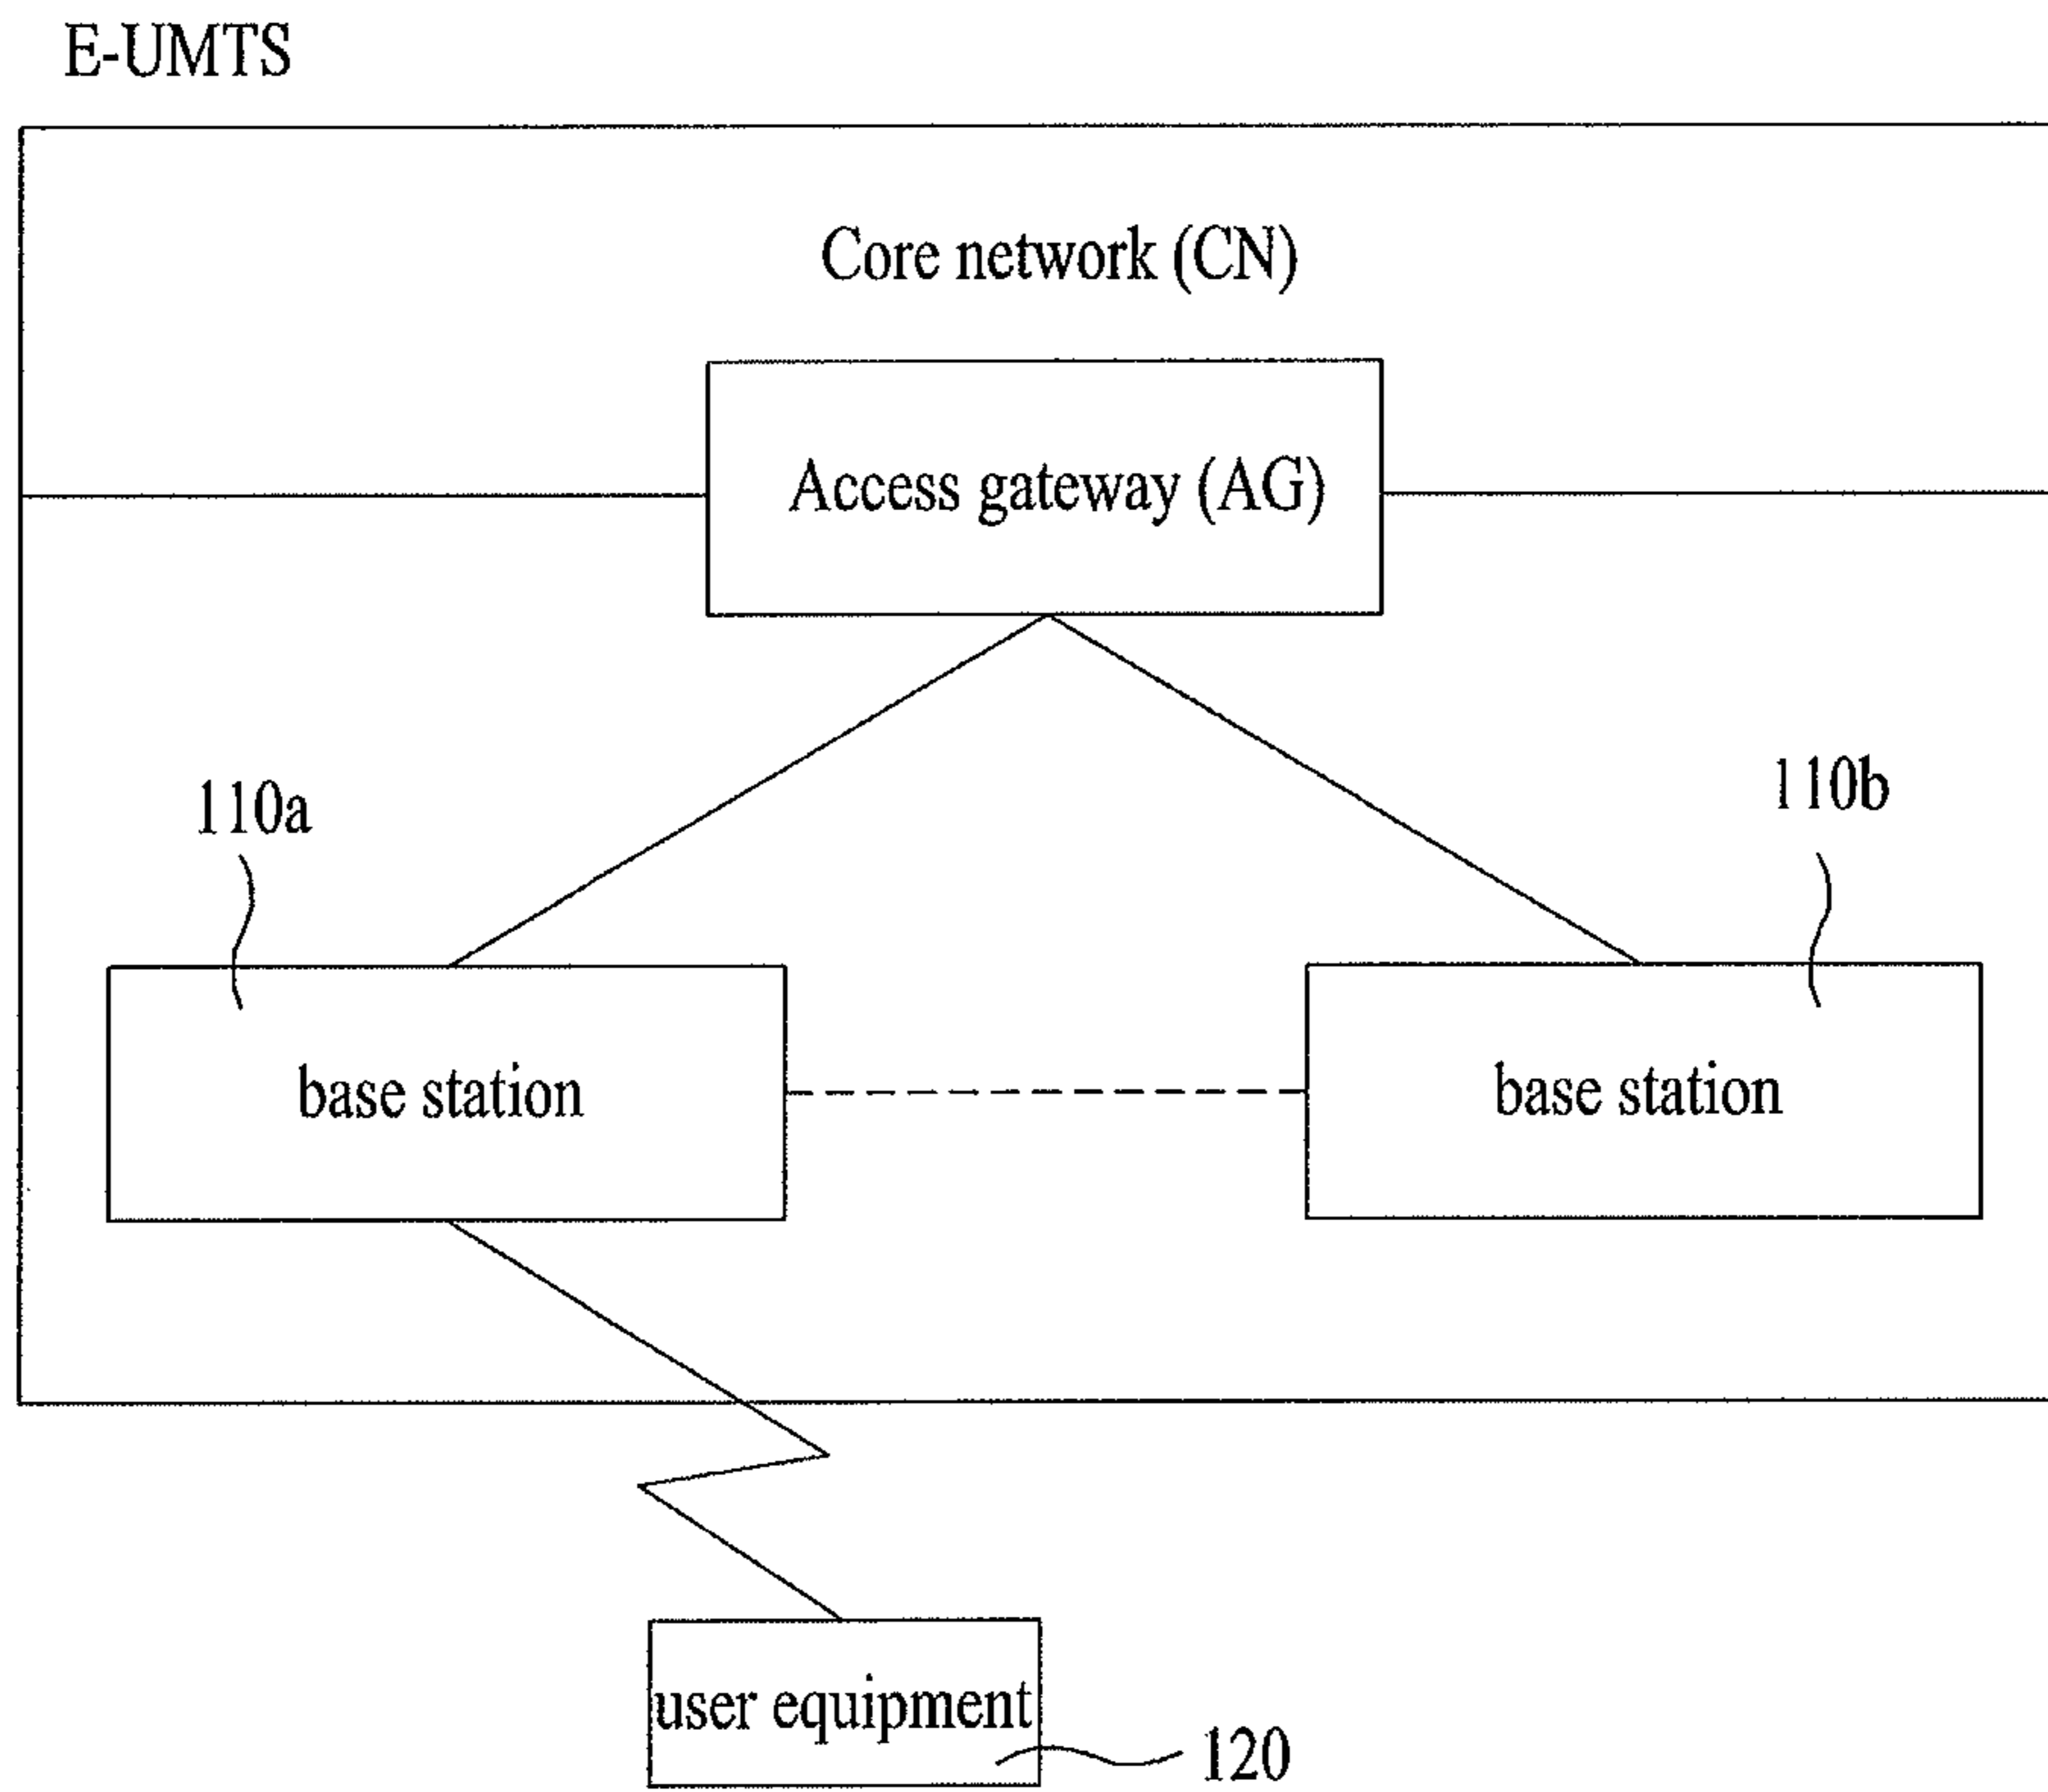 E-UMTS
Core network (CN)
Access gateway (AG)
110a
110b
base station
base station
user equipment
120